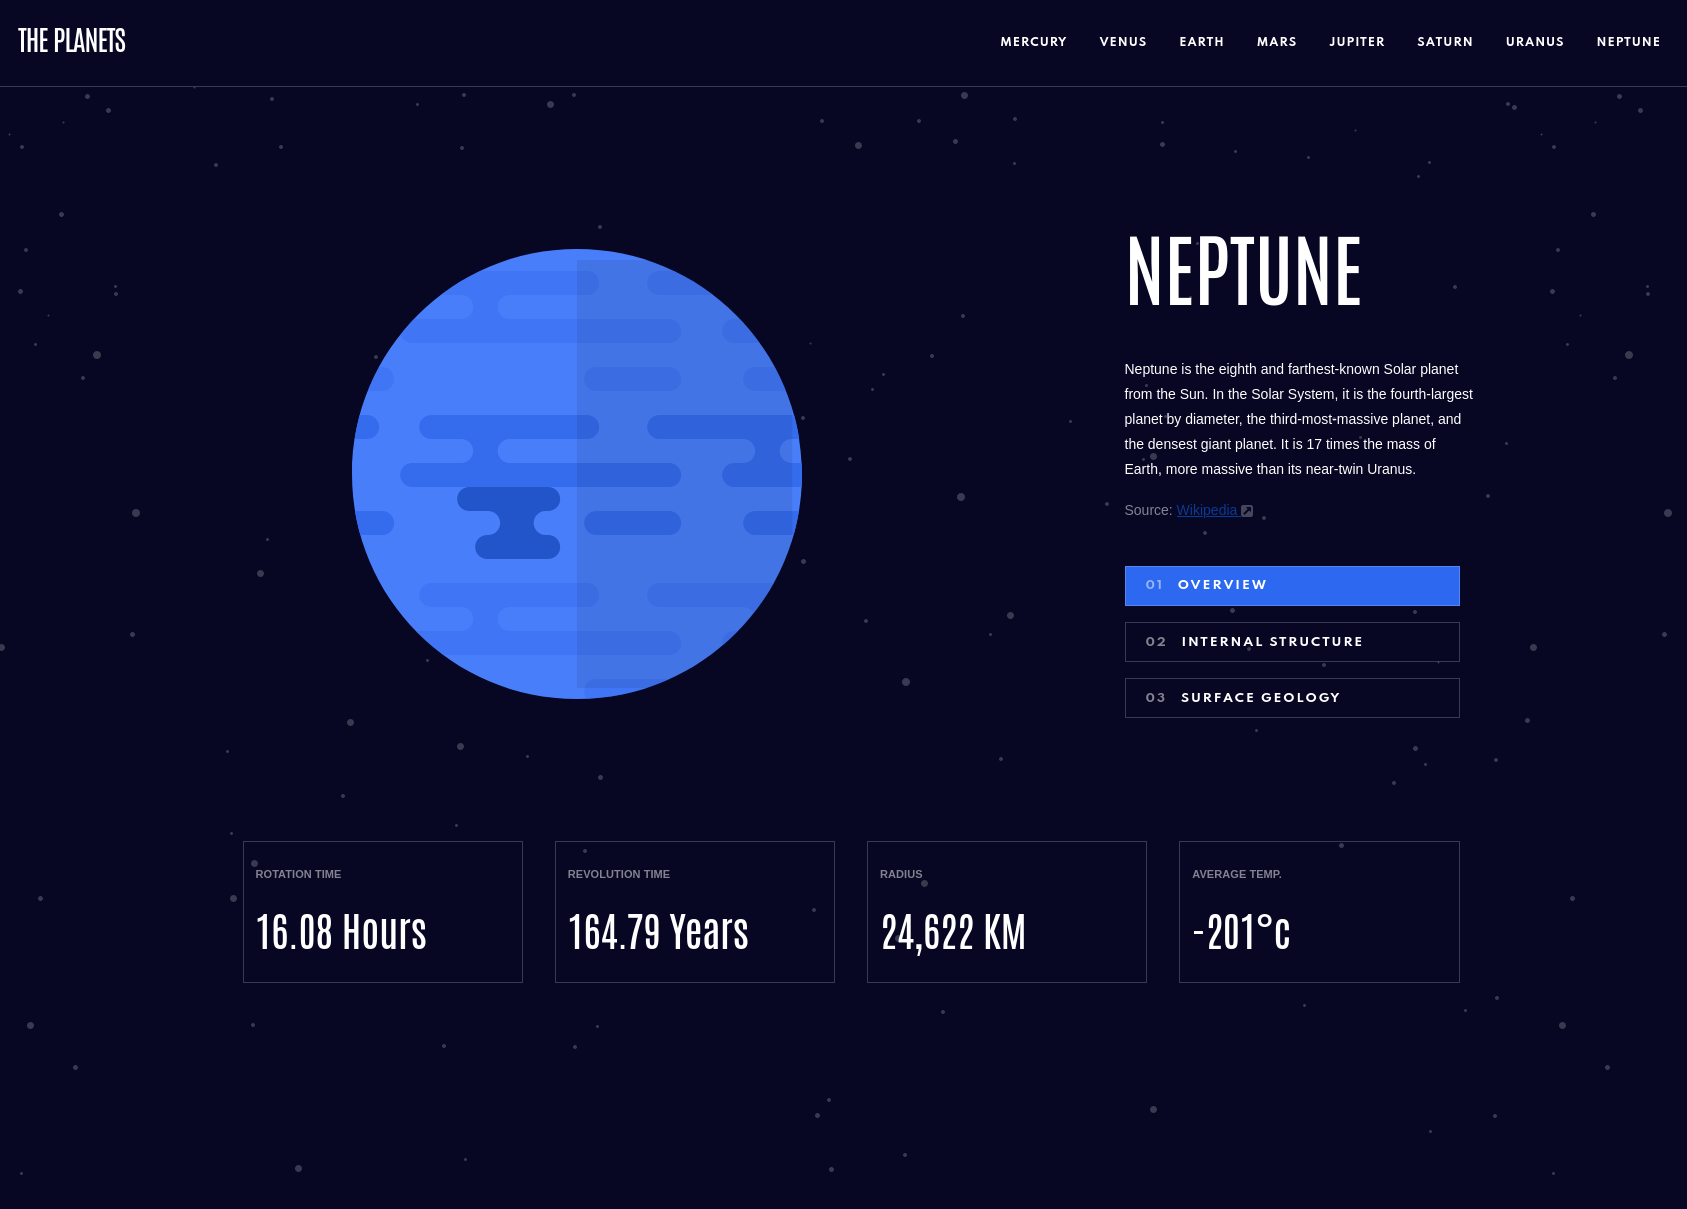 THE PLANETS
MERCURY VENUS EARTH MARS JUPITER SATURN URANUS NEPTUNE
NEPTUNE
Neptune is the eighth and farthest-known Solar planet
from the Sun. In the Solar System, it is the fourth-largest
planet by diameter, the third-most-massive planet, and
the densest giant planet. It is 17 times the mass of
Earth, more massive than its near-twin Uranus.
Source: Wikipedia
01 OVERVIEW
02 INTERNAL STRUCTURE
03 SURFACE GEOLOGY
ROTATION TIME
16.08 Hours
REVOLUTION TIME
164.79 Years
RADIUS
24,622 KM
AVERAGE TEMP.
-201°c